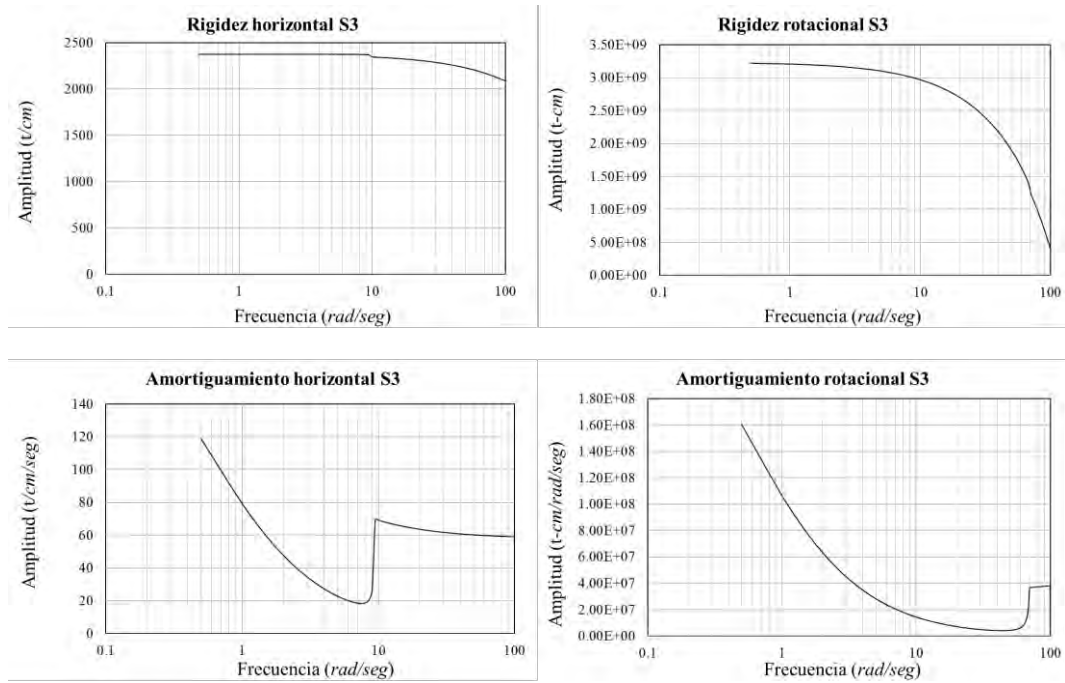 Rigidez horizontal S3
2500
2000
1500
1000
500
0
Amplitud (t/cm)
0.1 1 10 100
Frecuencia (rad/seg)
Rigidez rotacional S3
3.50E+09
3.00E+09
2.50E+09
2.00E+09
1.50E+09
1.00E+09
5.00E+08
0.00E+00
Amplitud (t-cm)
0.1 1 10 100
Frecuencia (rad/seg)
Amortiguamiento horizontal S3
140
120
100
80
60
40
20
0
Amplitud (t/cm/seg)
0.1 1 10 100
Frecuencia (rad/seg)
Amortiguamiento rotacional S3
1.80E+08
1.60E+08
1.40E+08
1.20E+08
1.00E+08
8.00E+07
6.00E+07
4.00E+07
2.00E+07
0.00E+00
Amplitud (t-cm/rad/seg)
0.1 1 10 100
Frecuencia (rad/seg)